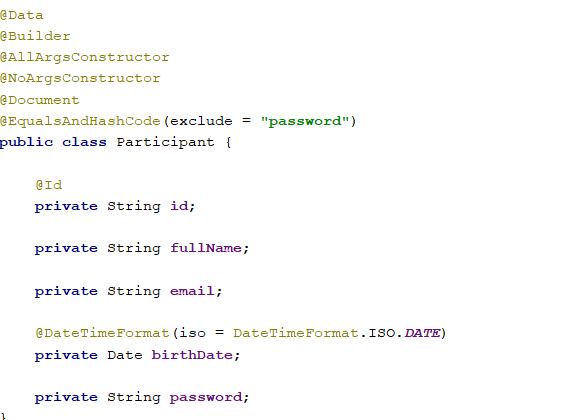 @Data
@Builder
@AllArgsConstructor
@NoArgsConstructor
@Document
@EqualsAndHashCode(exclude = "password")
public class Participant {
@Id
private String id;
private String fullName;
private String email;
@DateTimeFormat(iso = DateTimeFormat.ISO.DATE)
private Date birthDate;
private String password;
}